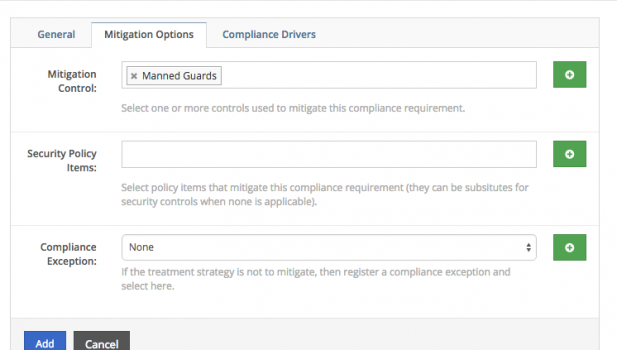 General Mitigation Options Compliance Drivers
Mitigation Control:
Manned Guards
Select one or more controls used to mitigate this compliance requirement.
Security Policy Items:
Select policy items that mitigate this compliance requirement (they can be subsitutes for
security controls when none is applicable).
Compliance Exception:
None
If the treatment strategy is not to mitigate, then register a compliance exception and
select here.
Add Cancel